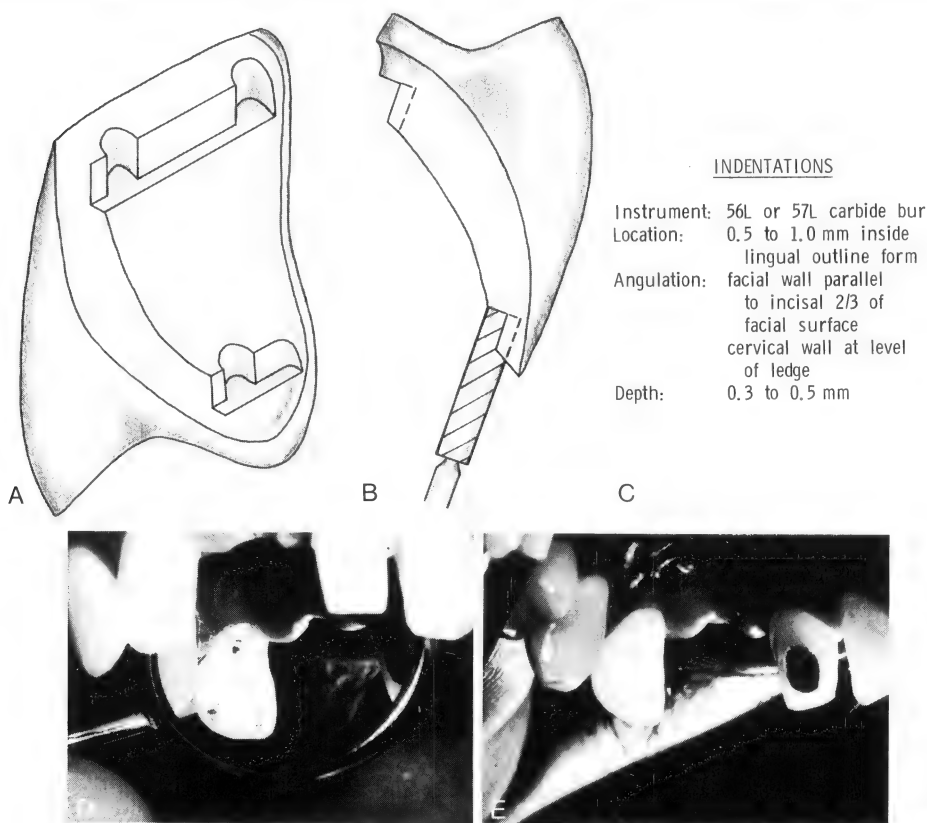 INDENTATIONS
Instrument: 56L or 57L carbide bur
Location: 0.5 to 1.0 mm inside
lingual outline form
Angulation: facial wall parallel
to incisal 2/3 of
facial surface
cervical wall at level
of ledge
Depth: 0.3 to 0.5 mm
A
B
C
D
E